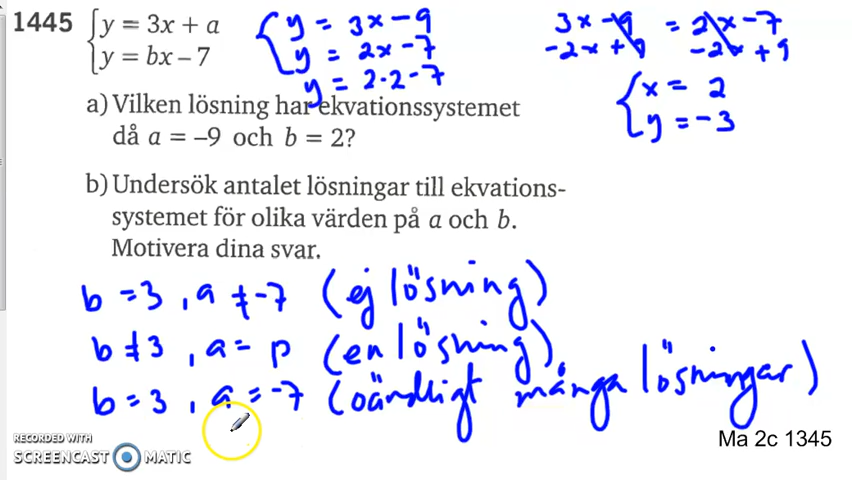 1445 { y = 3x + a
y = bx – 7
{ y = 3x - 9
y = 2x - 7
y = 2·2 - 7
3x - 9 = 2x - 7
-2x + 9 -2x + 9
{ x = 2
y = -3
a) Vilken lösning har ekvationssystemet
då a = –9 och b = 2?
b) Undersök antalet lösningar till ekvations-
systemet för olika värden på a och b.
Motivera dina svar.
b = 3 , a ≠ -7 (ej lösning)
b ≠ 3 , a = p (en lösning)
b = 3 , a = -7 (oändligt många lösningar)
RECORDED WITH
SCREENCAST MATIC
Ma 2c 1345